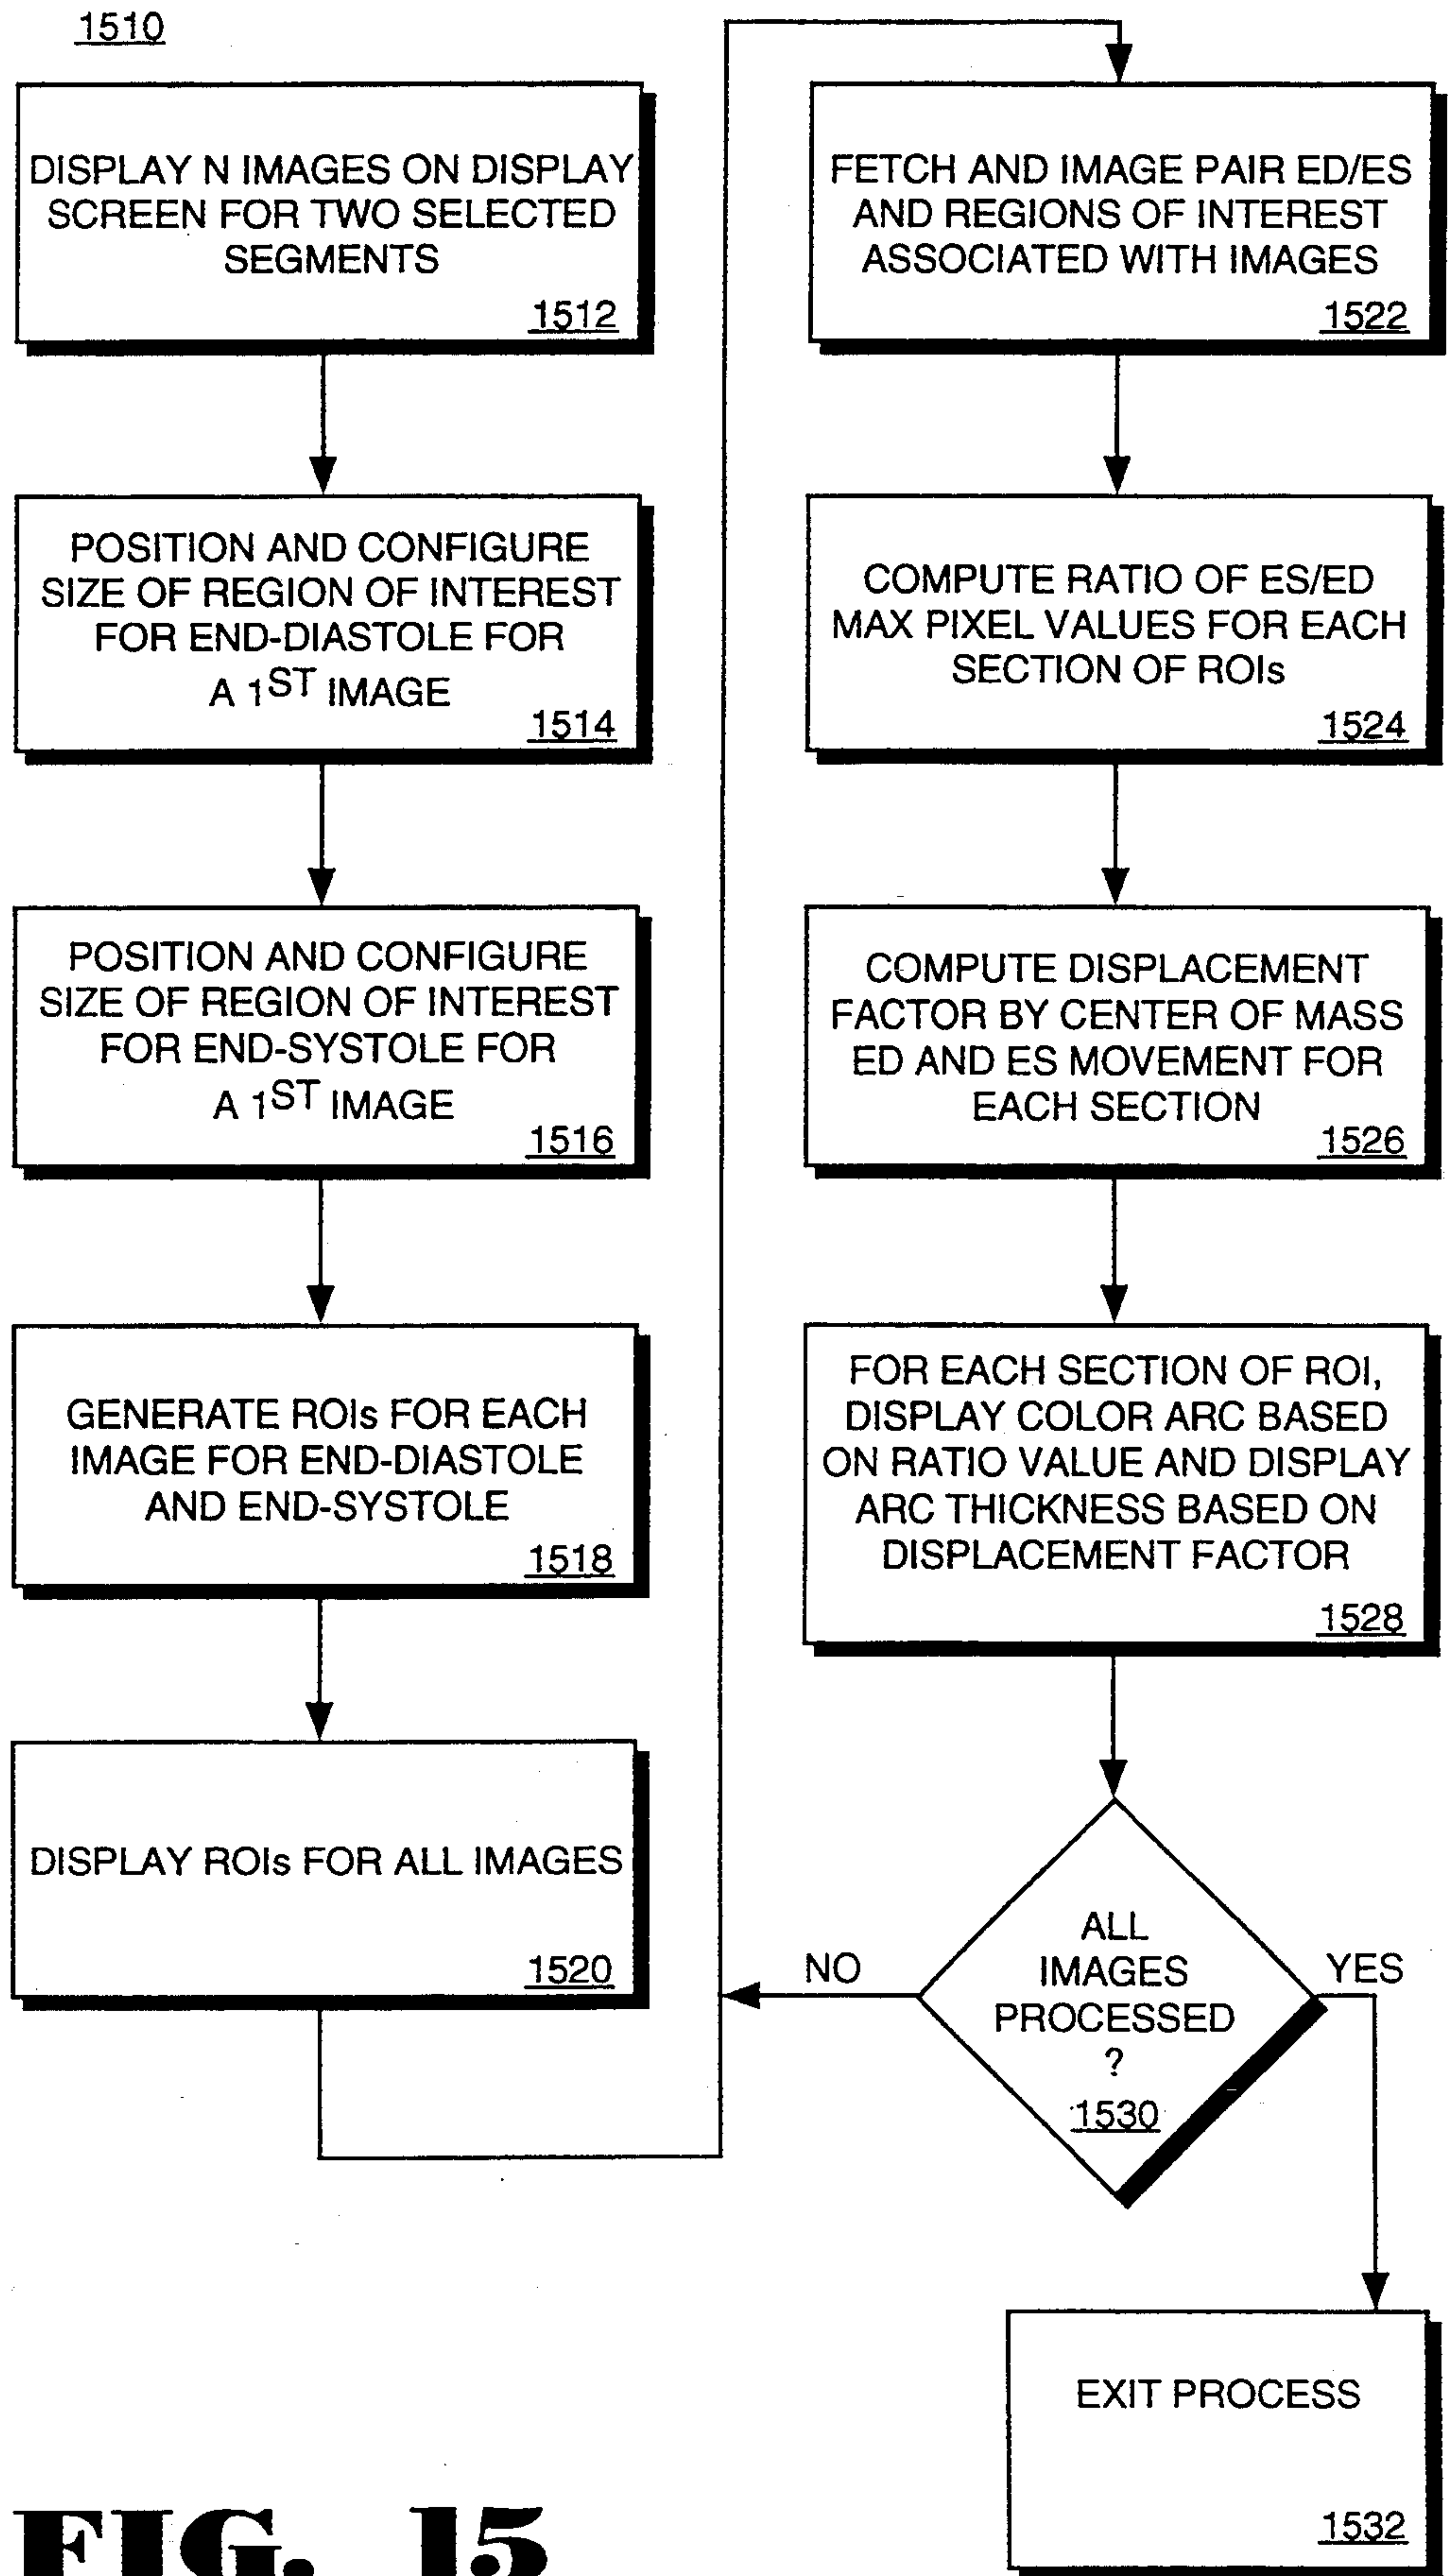 1510
DISPLAY N IMAGES ON DISPLAY
SCREEN FOR TWO SELECTED
SEGMENTS
1512
POSITION AND CONFIGURE
SIZE OF REGION OF INTEREST
FOR END-DIASTOLE FOR
A 1ST IMAGE
1514
POSITION AND CONFIGURE
SIZE OF REGION OF INTEREST
FOR END-SYSTOLE FOR
A 1ST IMAGE
1516
GENERATE ROIs FOR EACH
IMAGE FOR END-DIASTOLE
AND END-SYSTOLE
1518
DISPLAY ROIs FOR ALL IMAGES
1520
FETCH AND IMAGE PAIR ED/ES
AND REGIONS OF INTEREST
ASSOCIATED WITH IMAGES
1522
COMPUTE RATIO OF ES/ED
MAX PIXEL VALUES FOR EACH
SECTION OF ROIs
1524
COMPUTE DISPLACEMENT
FACTOR BY CENTER OF MASS
ED AND ES MOVEMENT FOR
EACH SECTION
1526
FOR EACH SECTION OF ROI,
DISPLAY COLOR ARC BASED
ON RATIO VALUE AND DISPLAY
ARC THICKNESS BASED ON
DISPLACEMENT FACTOR
1528
ALL
IMAGES
PROCESSED
?
1530
NO
YES
EXIT PROCESS
1532
FIG. 15